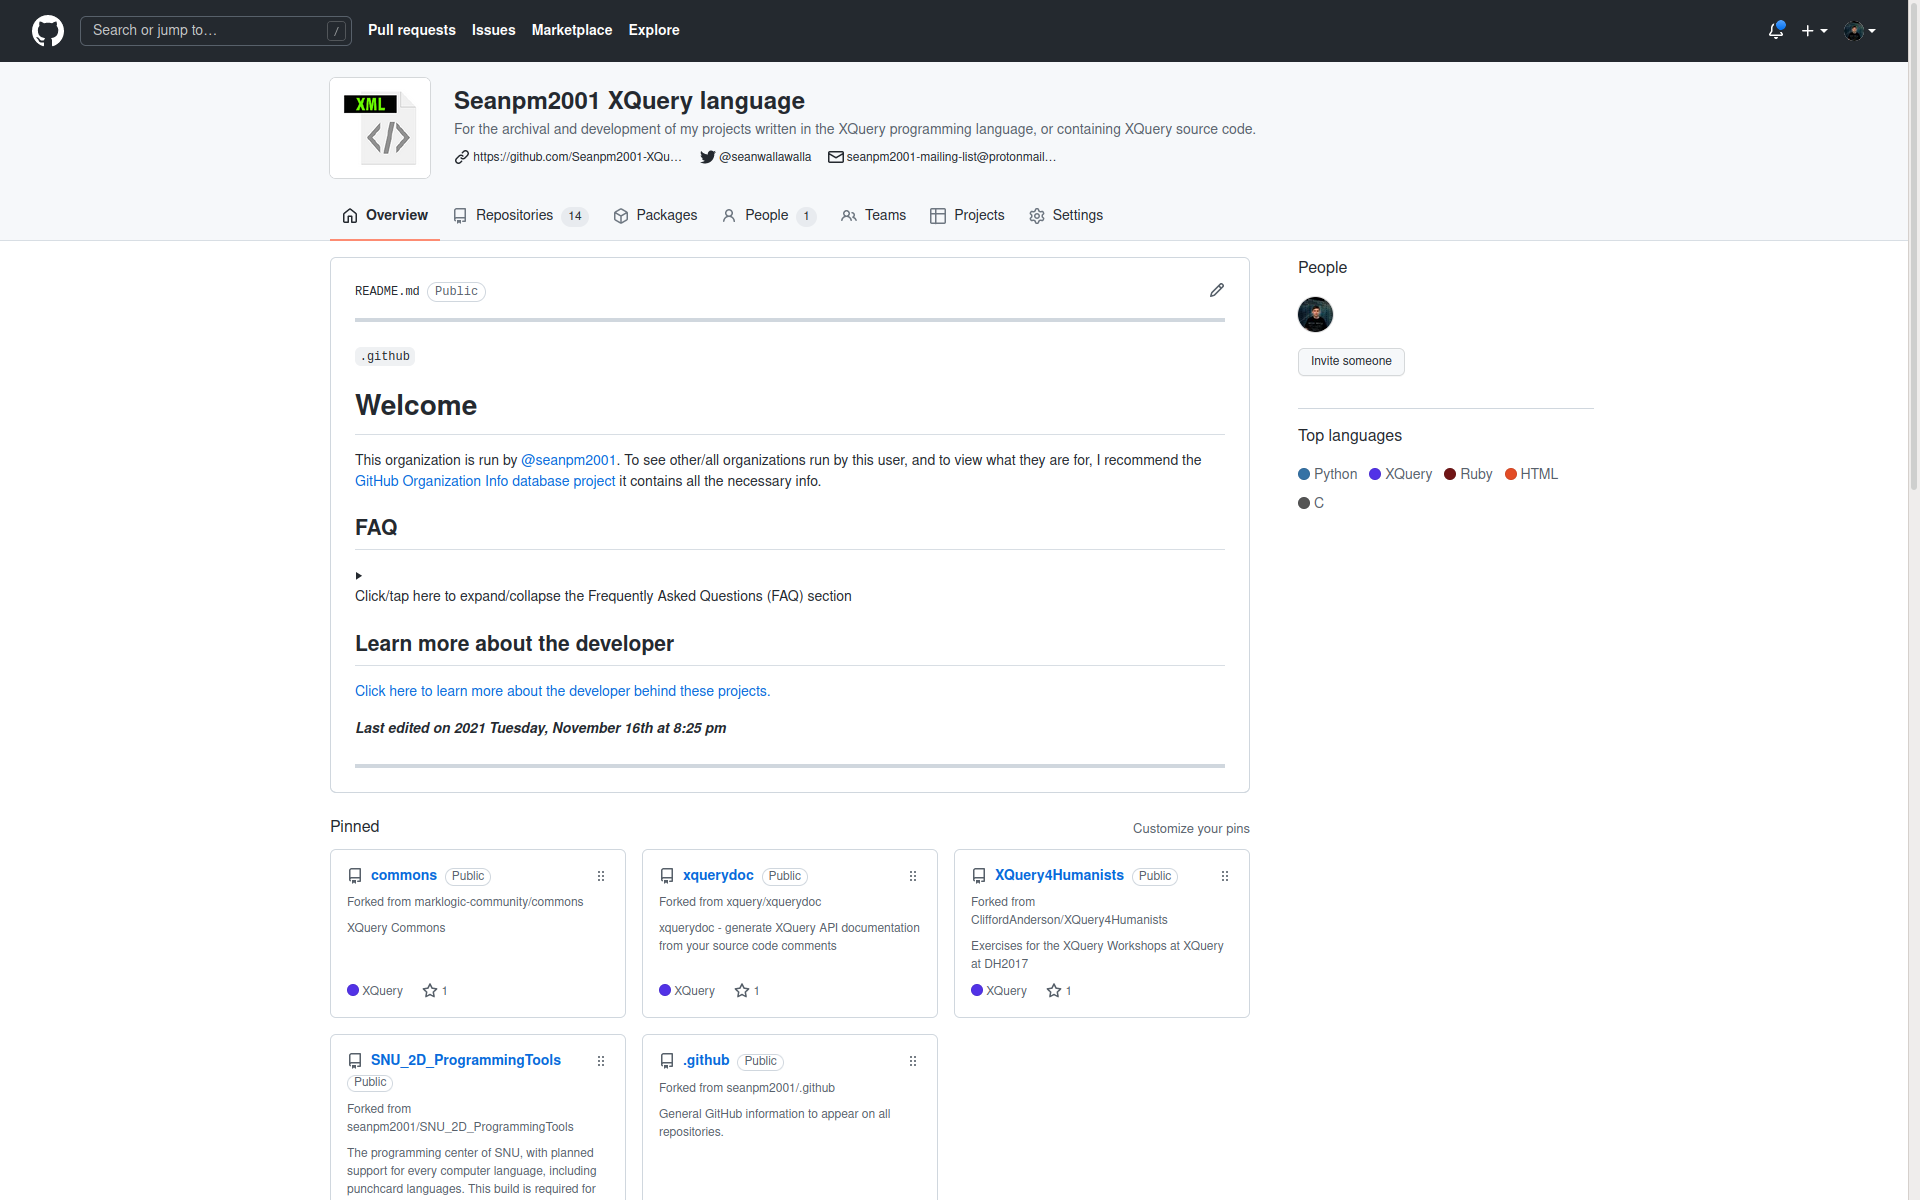 Search or jump to… /
Pull requests Issues Marketplace Explore
XML
Seanpm2001 XQuery language
For the archival and development of my projects written in the XQuery programming language, or containing XQuery source code.
https://github.com/Seanpm2001-XQu… @seanwallawalla seanpm2001-mailing-list@protonmail…
Overview Repositories 14 Packages People 1 Teams Projects Settings
README.md Public
.github
Welcome
This organization is run by @seanpm2001. To see other/all organizations run by this user, and to view what they are for, I recommend the
GitHub Organization Info database project it contains all the necessary info.
FAQ
Click/tap here to expand/collapse the Frequently Asked Questions (FAQ) section
Learn more about the developer
Click here to learn more about the developer behind these projects.
Last edited on 2021 Tuesday, November 16th at 8:25 pm
People
Invite someone
Top languages
Python XQuery Ruby HTML
C
Pinned
Customize your pins
commons Public
Forked from marklogic-community/commons
XQuery Commons
XQuery 1
xquerydoc Public
Forked from xquery/xquerydoc
xquerydoc - generate XQuery API documentation
from your source code comments
XQuery 1
XQuery4Humanists Public
Forked from
CliffordAnderson/XQuery4Humanists
Exercises for the XQuery Workshops at XQuery
at DH2017
XQuery 1
SNU_2D_ProgrammingTools
Public
Forked from
seanpm2001/SNU_2D_ProgrammingTools
The programming center of SNU, with planned
support for every computer language, including
punchcard languages. This build is required for
.github Public
Forked from seanpm2001/.github
General GitHub information to appear on all
repositories.